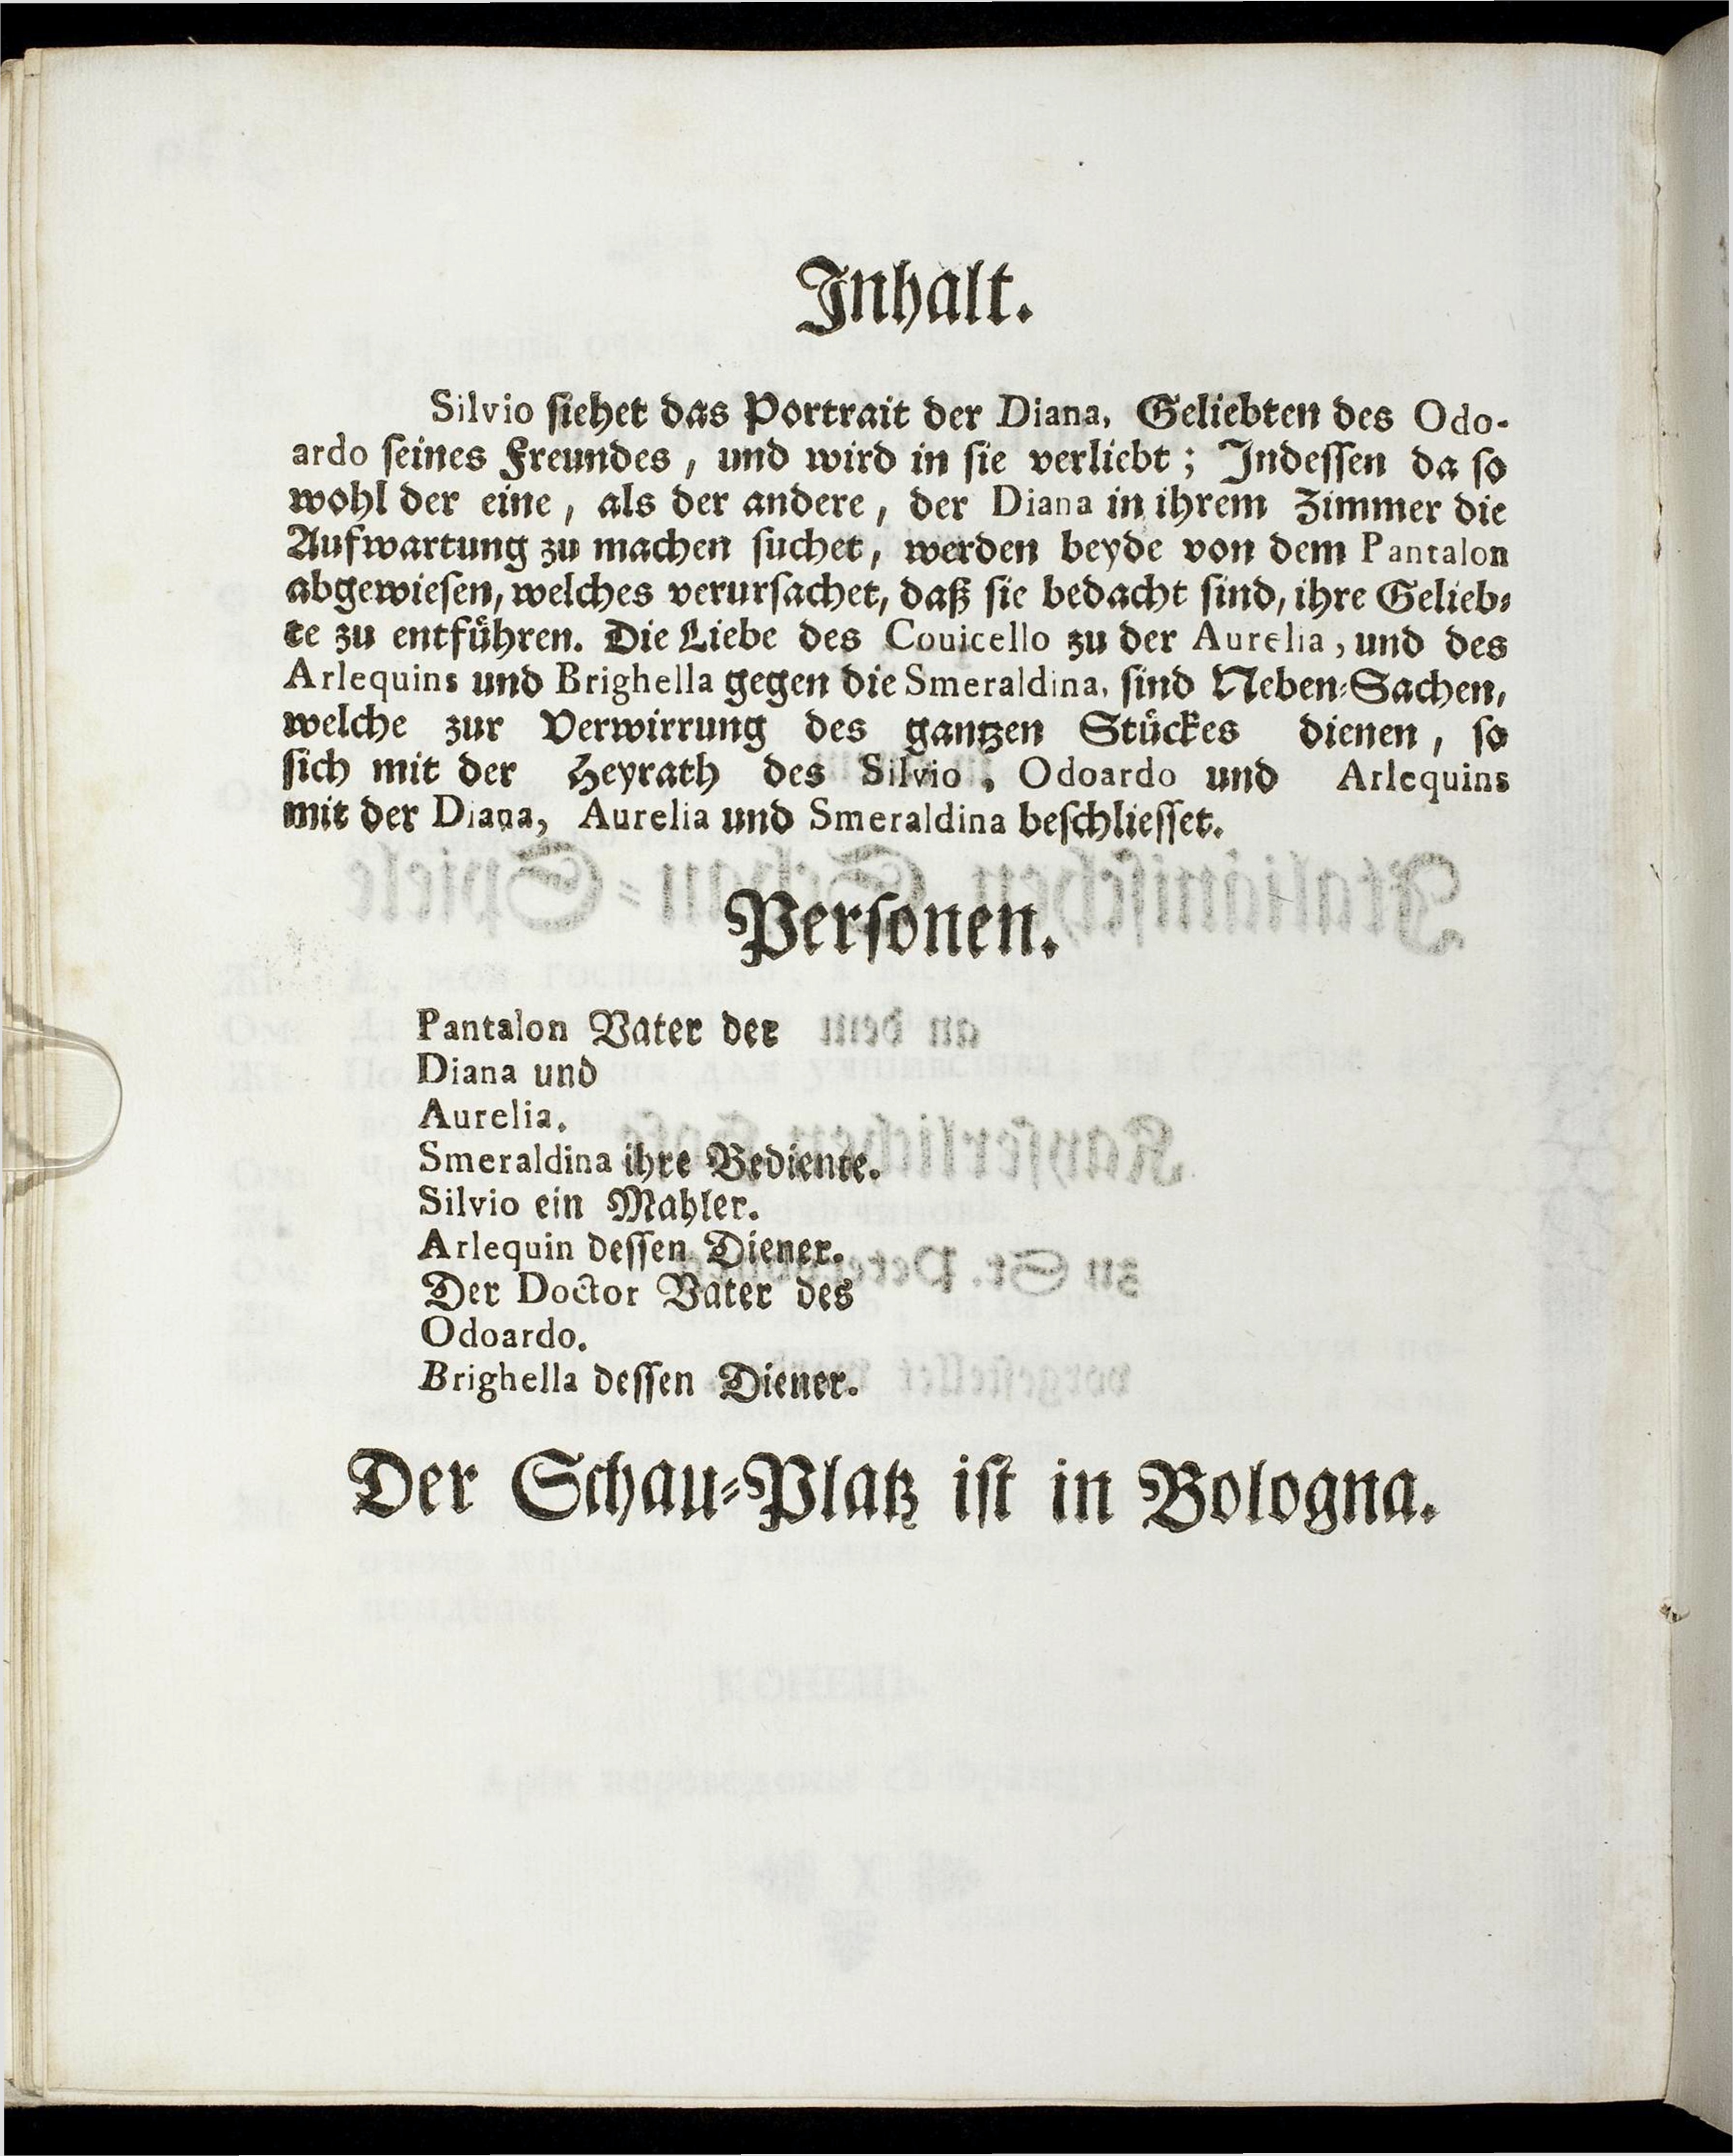 Inhalt.
Silvio siehet das Portrait der Diana, Geliebten des Odo-
ardo seines Freundes, und wird in sie verliebt; Indessen da so
wohl der eine, als der andere, der Diana in ihrem Zimmer die
Aufwartung zu machen suchet, werden beyde von dem Pantalon
abgewiesen, welches verursachet, daß sie bedacht sind, ihre Gelieb-
te zu entführen. Die Liebe des Couicello zu der Aurelia, und des
Arlequins und Brighella gegen die Smeraldina, sind Neben-Sachen,
welche zur Verwirrung des gantzen Stückes dienen, so
sich mit der Heyrath des Silvio, Odoardo und Arlequins
mit der Diana, Aurelia und Smeraldina beschliesset.
Personen.
Pantalon Vater der
Diana und
Aurelia.
Smeraldina ihre Bediente.
Silvio ein Mahler.
Arlequin dessen Diener.
Der Doctor Vater des
Odoardo.
Brighella dessen Diener.
Der Schau-Platz ist in Bologna.